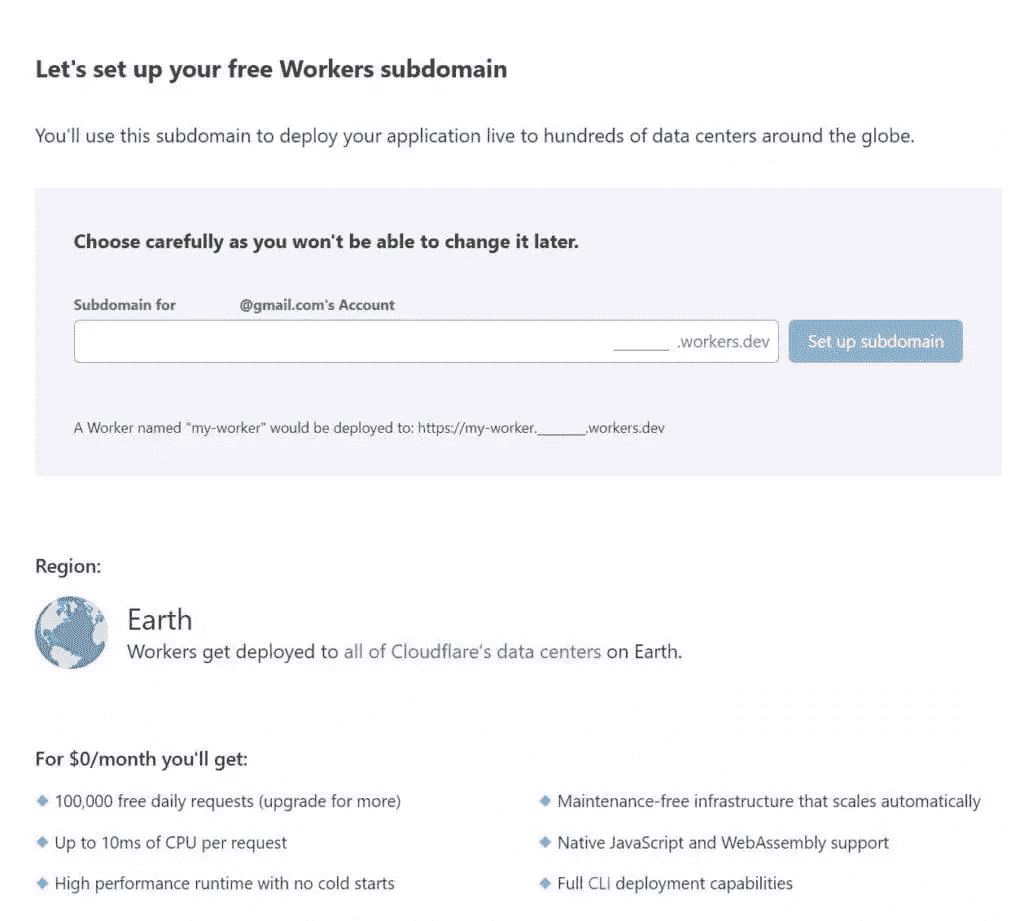 Let's set up your free Workers subdomain
You'll use this subdomain to deploy your application live to hundreds of data centers around the globe.
Choose carefully as you won't be able to change it later.
Subdomain for @gmail.com's Account
_______ .workers.dev
Set up subdomain
A Worker named "my-worker" would be deployed to: https://my-worker._______.workers.dev
Region:
Earth
Workers get deployed to all of Cloudflare's data centers on Earth.
For $0/month you'll get:
100,000 free daily requests (upgrade for more)
Maintenance-free infrastructure that scales automatically
Up to 10ms of CPU per request
Native JavaScript and WebAssembly support
High performance runtime with no cold starts
Full CLI deployment capabilities